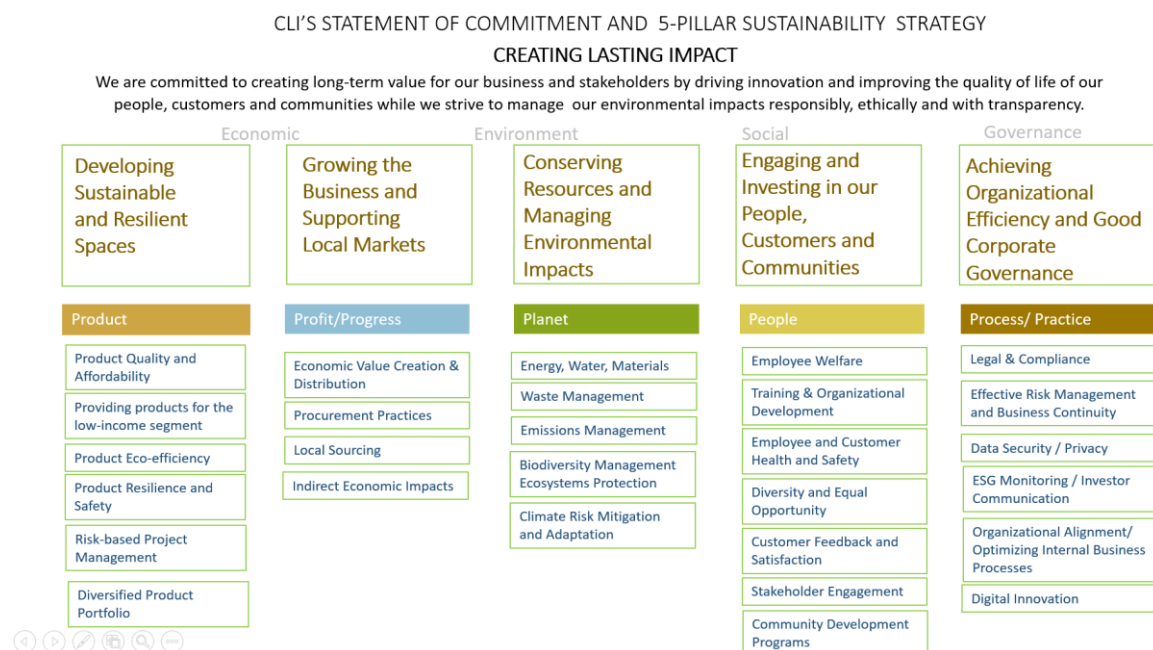 CLI'S STATEMENT OF COMMITMENT AND 5-PILLAR SUSTAINABILITY STRATEGY
CREATING LASTING IMPACT
We are committed to creating long-term value for our business and stakeholders by driving innovation and improving the quality of life of our
people, customers and communities while we strive to manage our environmental impacts responsibly, ethically and with transparency.
Economic
Environment
Social
Governance
Developing
Sustainable
and Resilient
Spaces
Growing the
Business and
Supporting
Local Markets
Conserving
Resources and
Managing
Environmental
Impacts
Engaging and
Investing in our
People,
Customers and
Communities
Achieving
Organizational
Efficiency and Good
Corporate
Governance
Product
Product Quality and
Affordability
Providing products for the
low-income segment
Product Eco-efficiency
Product Resilience and
Safety
Risk-based Project
Management
Diversified Product
Portfolio
Profit/Progress
Economic Value Creation &
Distribution
Procurement Practices
Local Sourcing
Indirect Economic Impacts
Planet
Energy, Water, Materials
Waste Management
Emissions Management
Biodiversity Management
Ecosystems Protection
Climate Risk Mitigation
and Adaptation
People
Employee Welfare
Training & Organizational
Development
Employee and Customer
Health and Safety
Diversity and Equal
Opportunity
Customer Feedback and
Satisfaction
Stakeholder Engagement
Community Development
Programs
Process/ Practice
Legal & Compliance
Effective Risk Management
and Business Continuity
Data Security / Privacy
ESG Monitoring / Investor
Communication
Organizational Alignment/
Optimizing Internal Business
Processes
Digital Innovation